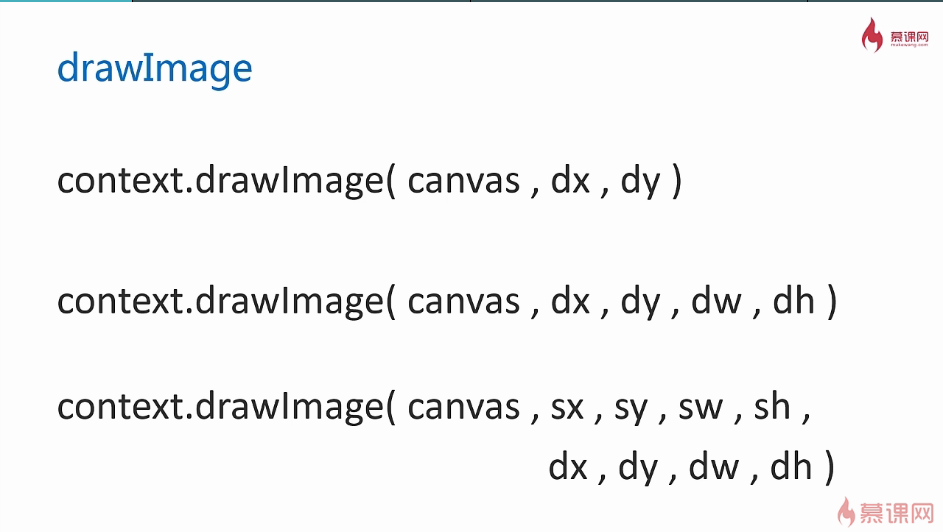 慕课网
mukewang.com
drawImage
context.drawImage( canvas , dx , dy )
context.drawImage( canvas , dx , dy , dw , dh )
context.drawImage( canvas , sx , sy , sw , sh ,
dx , dy , dw , dh )
慕课网